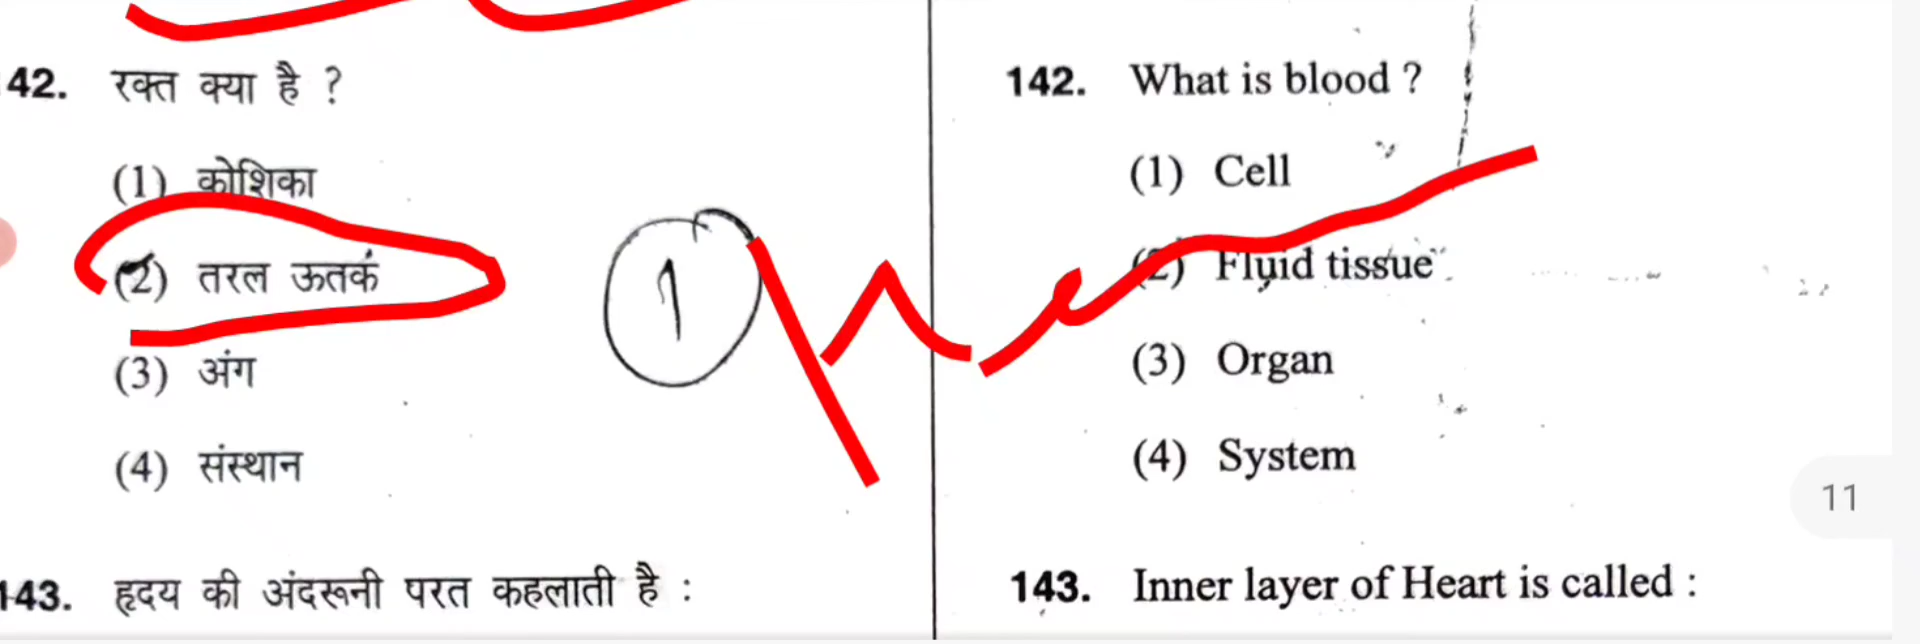 42. रक्त क्या है ?
(1) कोशिका
(2) तरल ऊतक
(3) अंग
(4) संस्थान
143. हृदय की अंदरूनी परत कहलाती है :
1
142. What is blood ?
(1) Cell
(2) Fluid tissue
(3) Organ
(4) System
143. Inner layer of Heart is called :
11